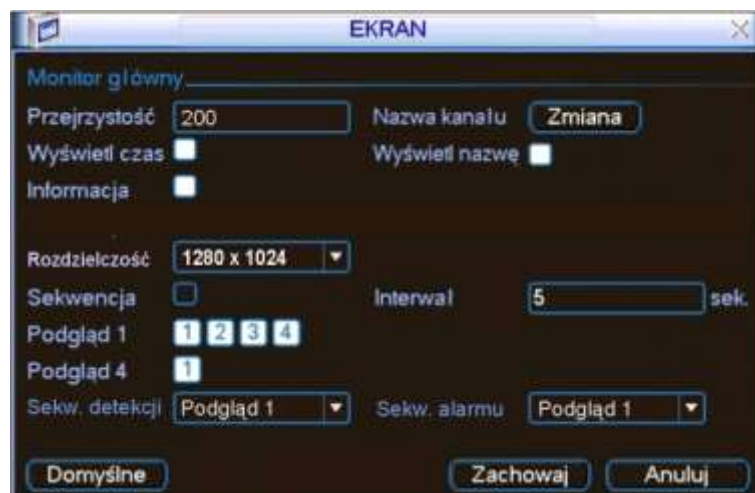 EKRAN
Monitor główny
Przejrzystość 200 Nazwa kanału Zmiana
Wyświetl czas Wyświetl nazwę
Informacja
Rozdzielczość 1280 x 1024
Sekwencja Interwał 5 sek.
Podgląd 1 1 2 3 4
Podgląd 4 1
Sekw. detekcji Podgląd 1 Sekw. alarmu Podgląd 1
Domyślne Zachowaj Anuluj